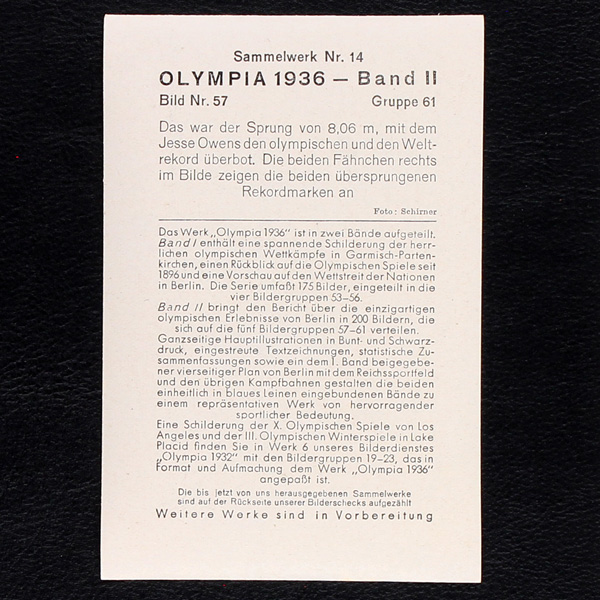 Sammelwerk Nr. 14
OLYMPIA 1936 — Band II
Bild Nr. 57 Gruppe 61
Das war der Sprung von 8,06 m, mit dem
Jesse Owens den olympischen und den Welt-
rekord überbot. Die beiden Fähnchen rechts
im Bilde zeigen die beiden übersprungenen
Rekordmarken an
Foto: Schirner
Das Werk „Olympia 1936" ist in zwei Bände aufgeteilt.
Band I enthält eine spannende Schilderung der herr-
lichen olympischen Wettkämpfe in Garmisch-Parten-
kirchen, einen Rückblick auf die Olympischen Spiele seit
1896 und eine Vorschau auf den Wettstreit der Nationen
in Berlin. Die Serie umfaßt 175 Bilder, eingeteilt in die
vier Bildergruppen 53—56.
Band II bringt den Bericht über die einzigartigen
olympischen Erlebnisse von Berlin in 200 Bildern, die
sich auf die fünf Bildergruppen 57—61 verteilen.
Ganzseitige Hauptillustrationen in Bunt- und Schwarz-
druck, eingestreute Textzeichnungen, statistische Zu-
sammenfassungen sowie ein dem I. Band beigegebe-
ner vierseitiger Plan von Berlin mit dem Reichssportfeld
und den übrigen Kampfbahnen gestalten die beiden
einheitlich in blaues Leinen eingebundenen Bände zu
einem repräsentativen Werk von hervorragender
sportlicher Bedeutung.
Eine Schilderung der X. Olympischen Spiele von Los
Angeles und der III. Olympischen Winterspiele in Lake
Placid finden Sie in Werk 6 unseres Bilderdienstes
„Olympia 1932" mit den Bildergruppen 19—23, das in
Format und Aufmachung dem Werk „Olympia 1936"
angepaßt ist.
Die bis jetzt von uns herausgegebenen Sammelwerke
sind auf der Rückseite unserer Bilderschecks aufgezählt
Weitere Werke sind in Vorbereitung